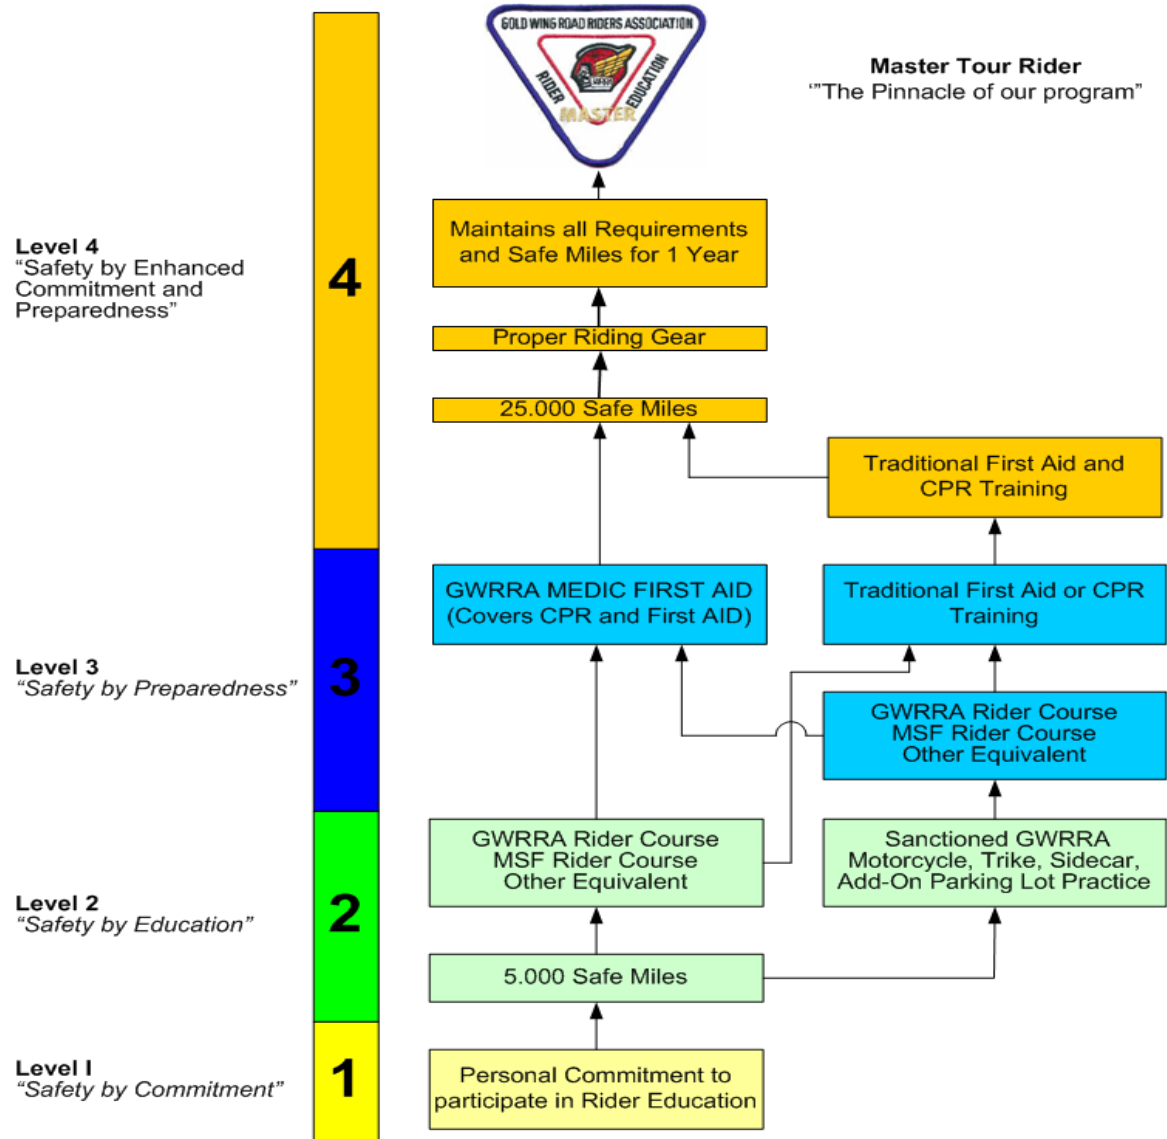 GOLD WING ROAD RIDERS ASSOCIATION
RIDER
EDUCATION
MASTER
Master Tour Rider
‘”The Pinnacle of our program”
Maintains all Requirements
and Safe Miles for 1 Year
Level 4
“Safety by Enhanced
Commitment and
Preparedness”
4
Proper Riding Gear
25.000 Safe Miles
Traditional First Aid and
CPR Training
GWRRA MEDIC FIRST AID
(Covers CPR and First AID)
Traditional First Aid or CPR
Training
Level 3
“Safety by Preparedness”
3
GWRRA Rider Course
MSF Rider Course
Other Equivalent
GWRRA Rider Course
MSF Rider Course
Other Equivalent
Sanctioned GWRRA
Motorcycle, Trike, Sidecar,
Add-On Parking Lot Practice
Level 2
“Safety by Education”
2
5.000 Safe Miles
Level I
“Safety by Commitment”
1
Personal Commitment to
participate in Rider Education